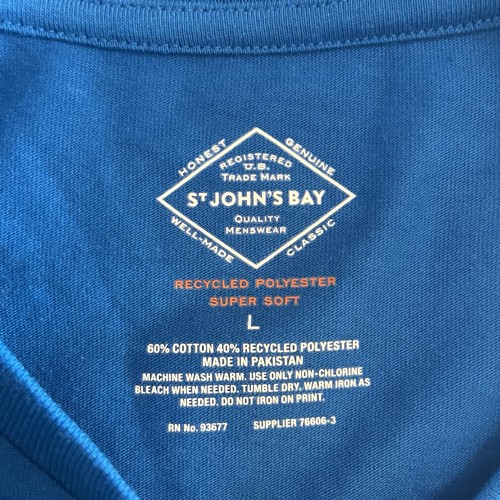 HONEST
GENUINE
REGISTERED
U.S.
TRADE MARK
ST JOHN'S BAY
QUALITY
MENSWEAR
WELL-MADE
CLASSIC
RECYCLED POLYESTER
SUPER SOFT
L
60% COTTON 40% RECYCLED POLYESTER
MADE IN PAKISTAN
MACHINE WASH WARM. USE ONLY NON-CHLORINE
BLEACH WHEN NEEDED. TUMBLE DRY. WARM IRON AS
NEEDED. DO NOT IRON ON PRINT.
RN No. 93677 SUPPLIER 76606-3